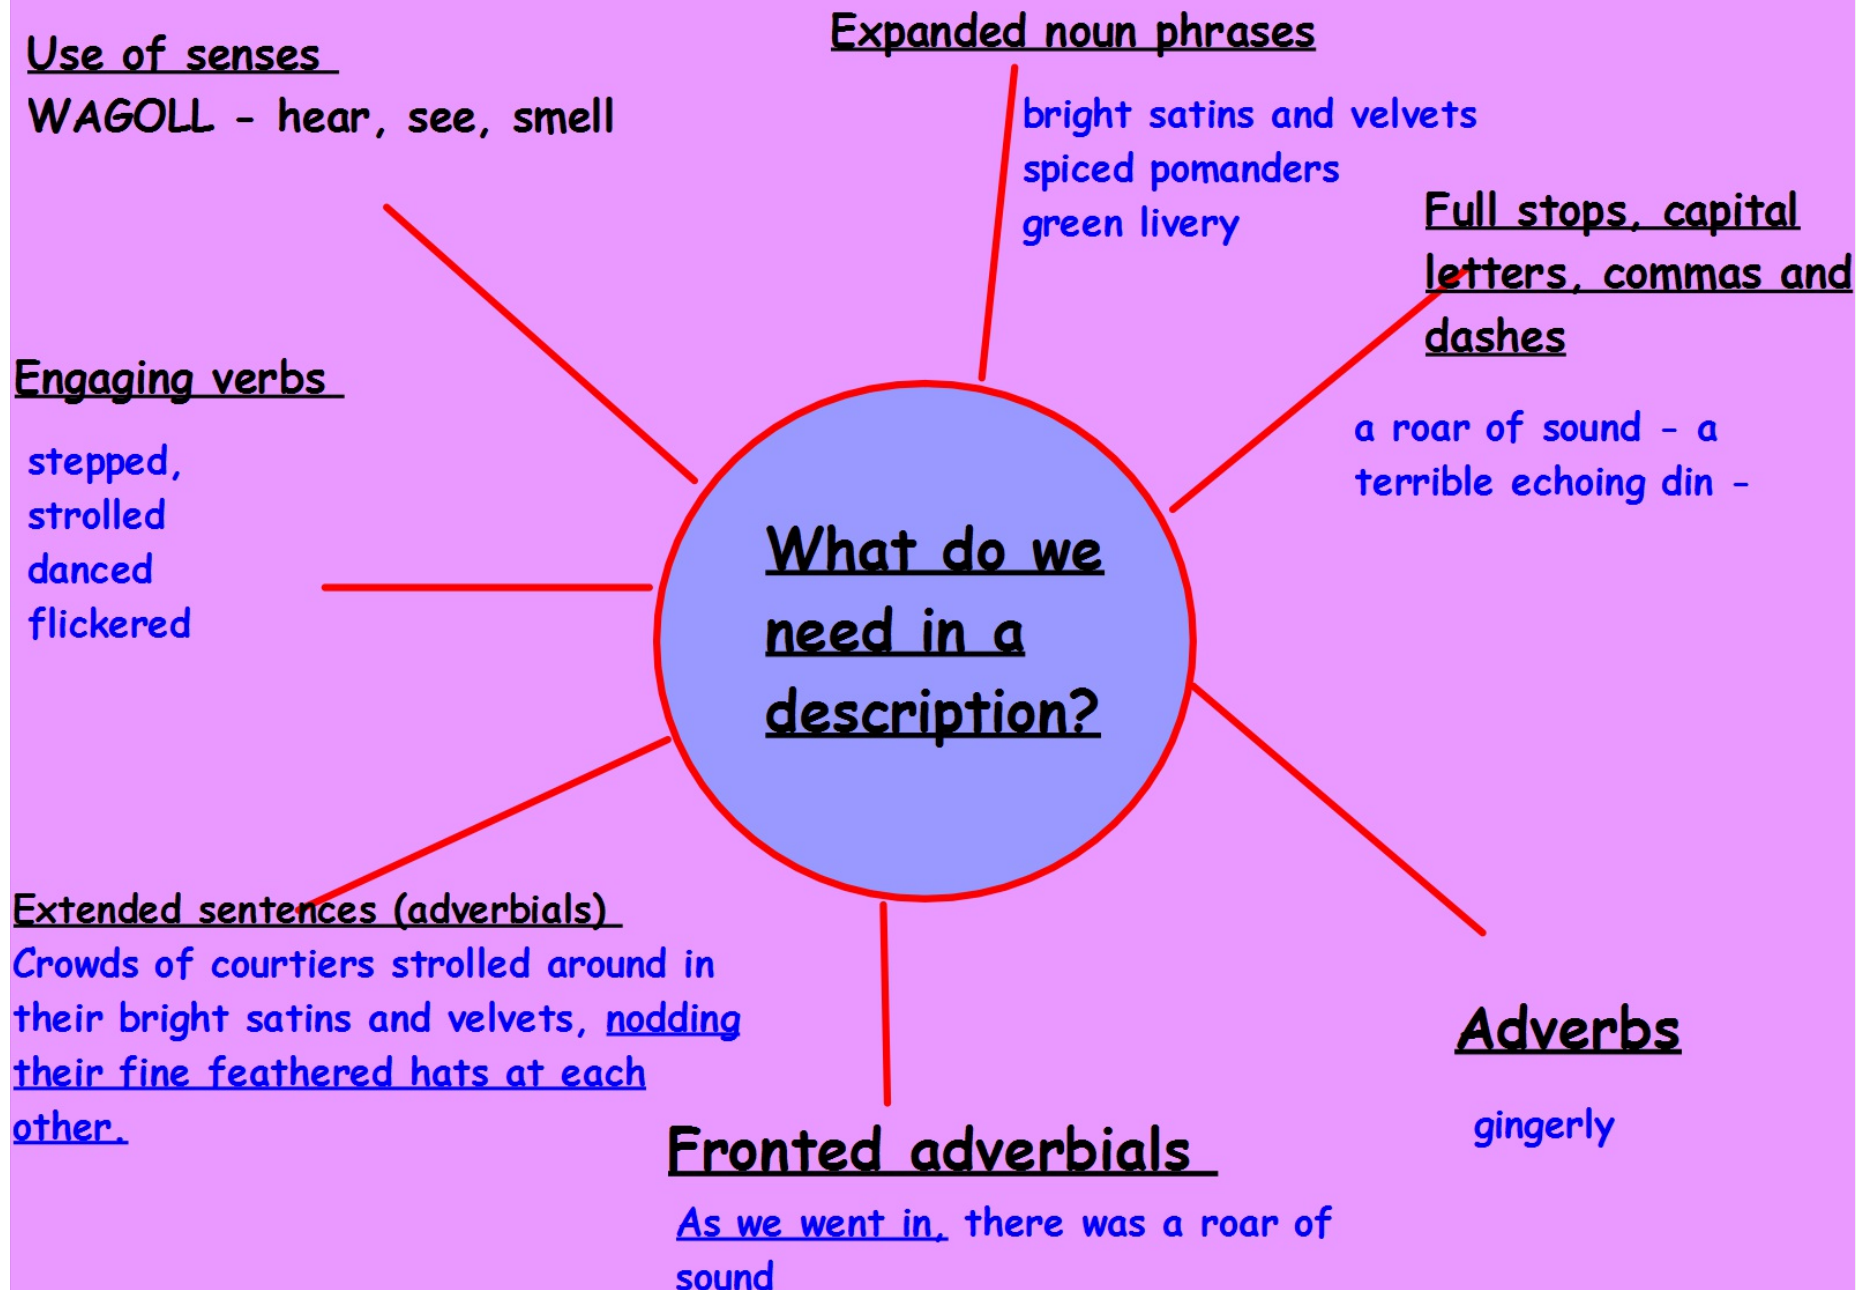 Use of senses
WAGOLL - hear, see, smell
Expanded noun phrases
bright satins and velvets
spiced pomanders
green livery
Full stops, capital
letters, commas and
dashes
a roar of sound - a
terrible echoing din -
Engaging verbs
stepped,
strolled
danced
flickered
What do we
need in a
description?
Extended sentences (adverbials)
Crowds of courtiers strolled around in
their bright satins and velvets, nodding
their fine feathered hats at each
other.
Fronted adverbials
As we went in, there was a roar of
sound
Adverbs
gingerly